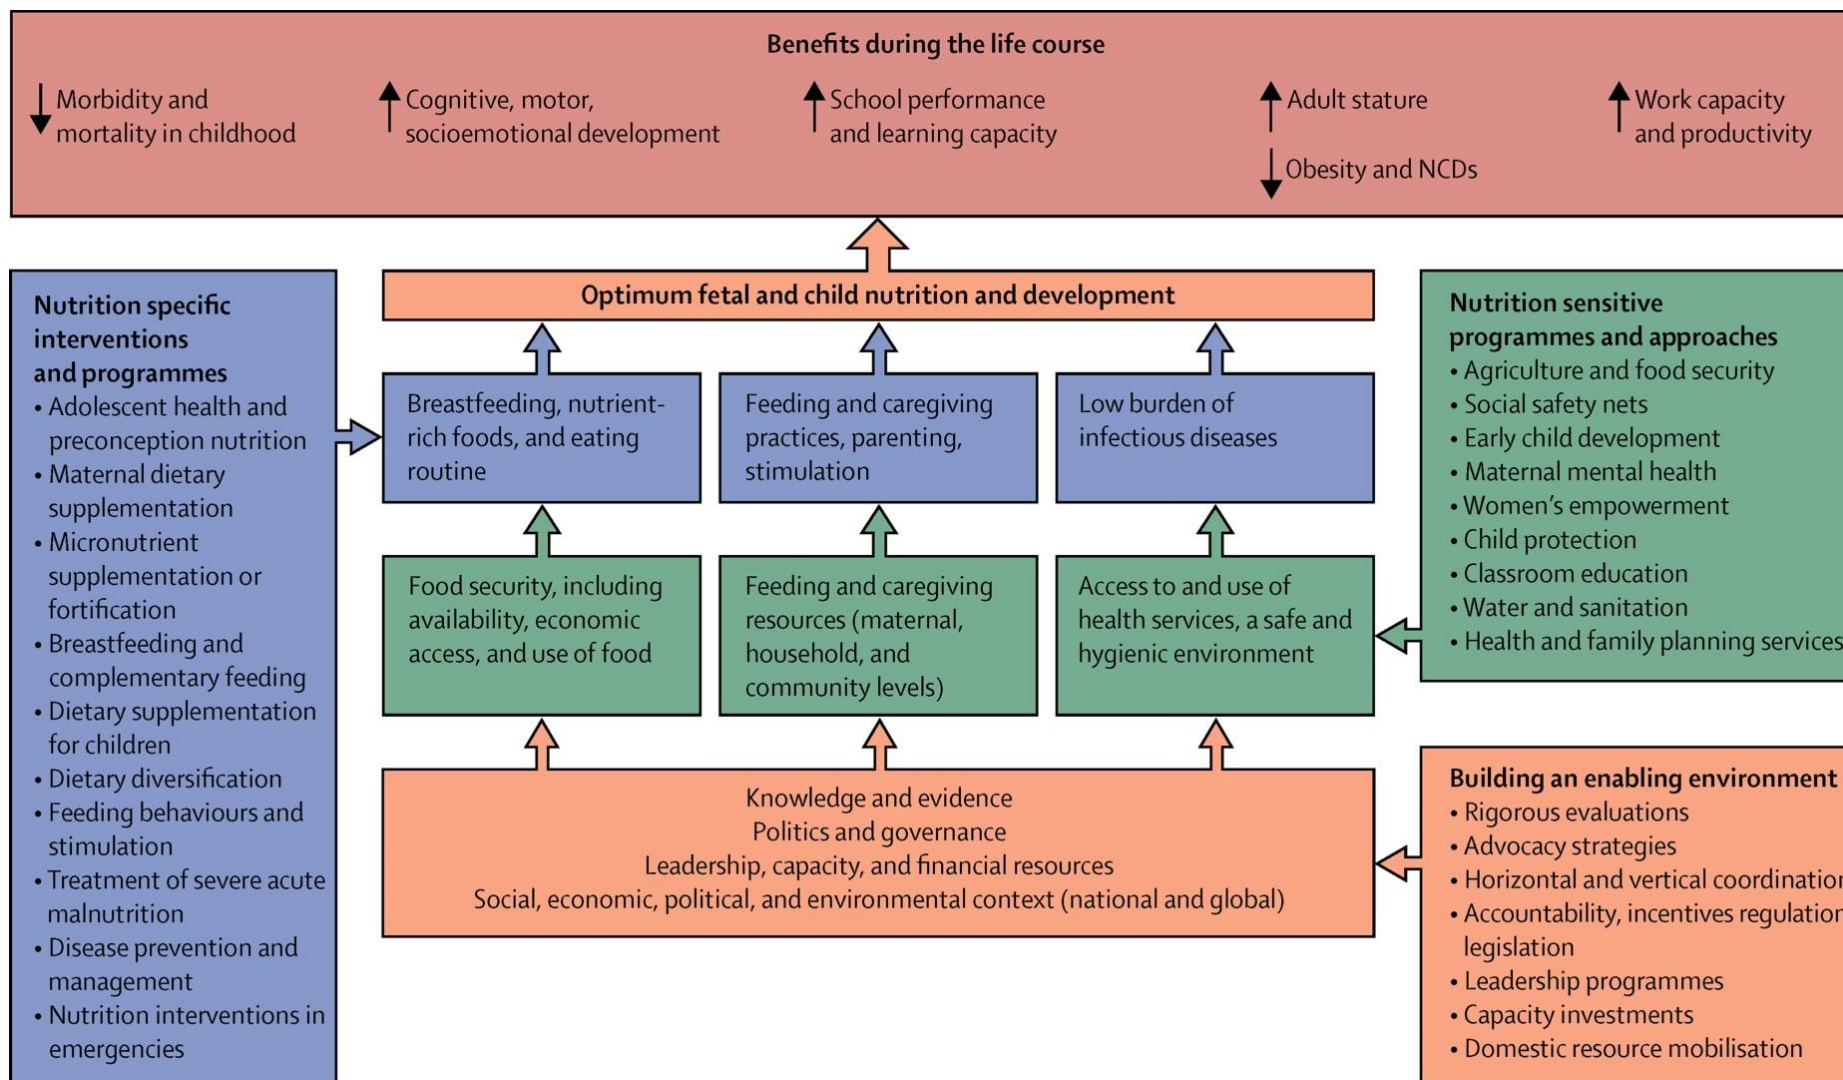 Benefits during the life course
Morbidity and
mortality in childhood
Cognitive, motor,
socioemotional development
School performance
and learning capacity
Adult stature
Obesity and NCDs
Work capacity
and productivity
Nutrition specific
interventions
and programmes
• Adolescent health and
preconception nutrition
• Maternal dietary
supplementation
• Micronutrient
supplementation or
fortification
• Breastfeeding and
complementary feeding
• Dietary supplementation
for children
• Dietary diversification
• Feeding behaviours and
stimulation
• Treatment of severe acute
malnutrition
• Disease prevention and
management
• Nutrition interventions in
emergencies
Optimum fetal and child nutrition and development
Breastfeeding, nutrient-
rich foods, and eating
routine
Feeding and caregiving
practices, parenting,
stimulation
Low burden of
infectious diseases
Food security, including
availability, economic
access, and use of food
Feeding and caregiving
resources (maternal,
household, and
community levels)
Access to and use of
health services, a safe and
hygienic environment
Knowledge and evidence
Politics and governance
Leadership, capacity, and financial resources
Social, economic, political, and environmental context (national and global)
Nutrition sensitive
programmes and approaches
• Agriculture and food security
• Social safety nets
• Early child development
• Maternal mental health
• Women's empowerment
• Child protection
• Classroom education
• Water and sanitation
• Health and family planning services
Building an enabling environment
• Rigorous evaluations
• Advocacy strategies
• Horizontal and vertical coordination
• Accountability, incentives regulation
legislation
• Leadership programmes
• Capacity investments
• Domestic resource mobilisation